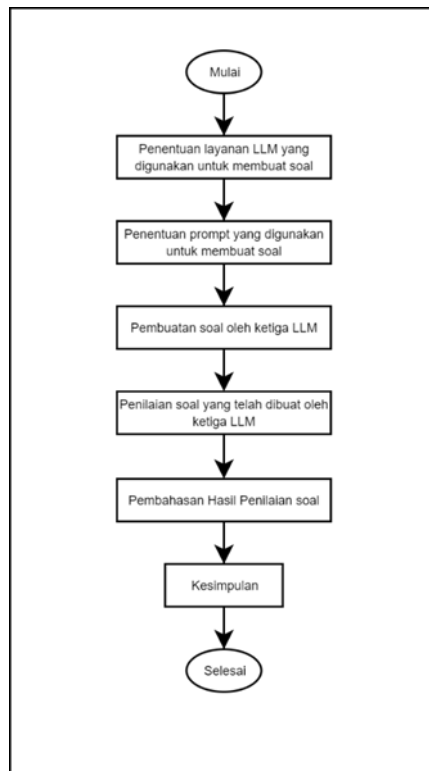 Mulai
Penentuan layanan LLM yang
digunakan untuk membuat soal
Penentuan prompt yang digunakan
untuk membuat soal
Pembuatan soal oleh ketiga LLM
Penilaian soal yang telah dibuat oleh
ketiga LLM
Pembahasan Hasil Penilaian soal
Kesimpulan
Selesai